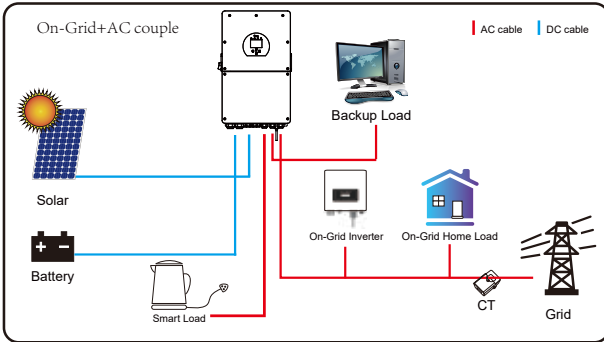 On-Grid+AC couple
AC cable
DC cable
Backup Load
Solar
On-Grid Inverter
On-Grid Home Load
Battery
Smart Load
CT
Grid